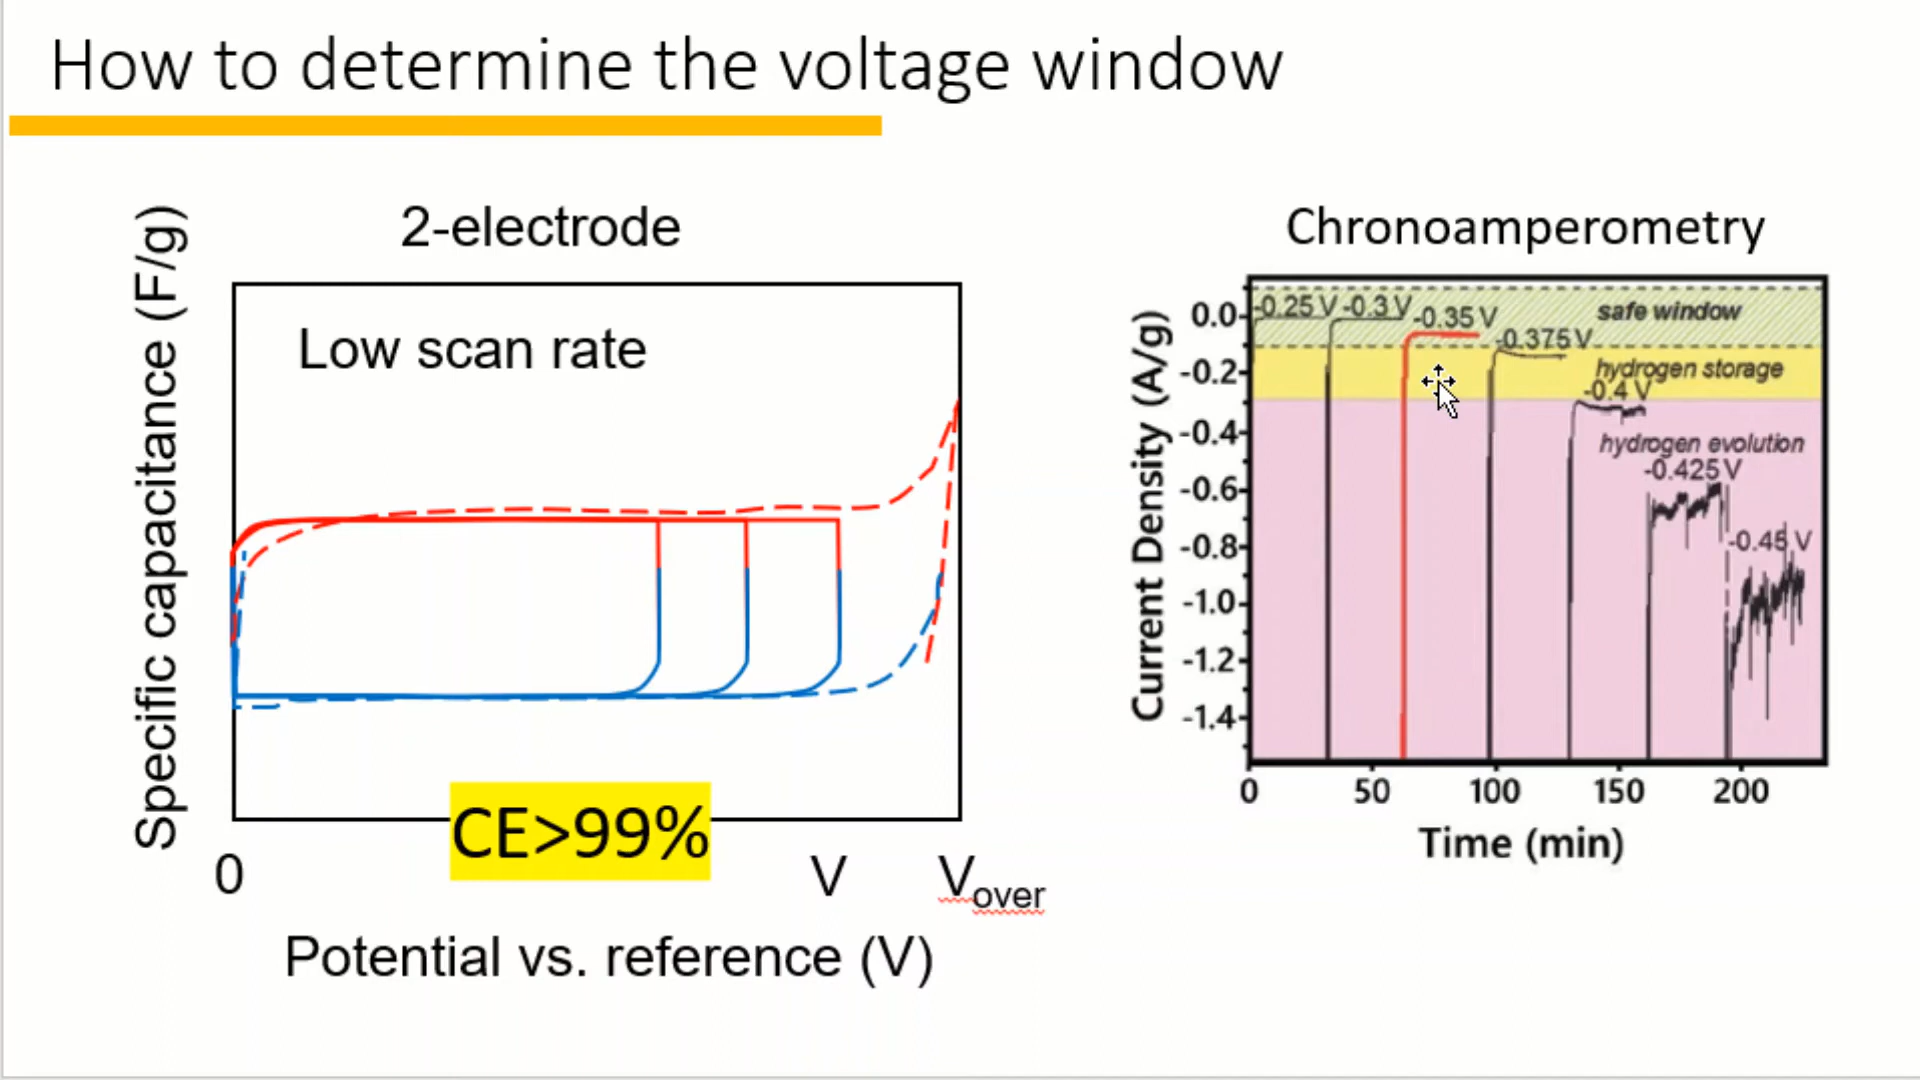 How to determine the voltage window
2-electrode
Low scan rate
Specific capacitance (F/g)
CE>99%
0
V
Vover
Potential vs. reference (V)
Chronoamperometry
-0.25 V
-0.3 V
-0.35 V
-0.375 V
-0.4 V
-0.425 V
-0.45 V
safe window
hydrogen storage
hydrogen evolution
Current Density (A/g)
0.0
-0.2
-0.4
-0.6
-0.8
-1.0
-1.2
-1.4
0 50 100 150 200
Time (min)